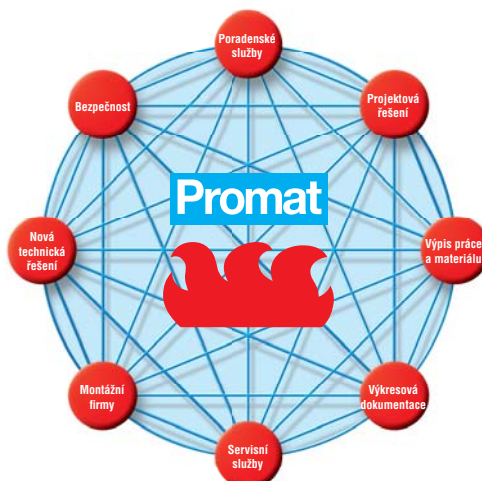 Poradenské
služby
Bezpečnost
Projektová
řešení
Promat
Nová
technická
řešení
Výpis práce
a materiálu
Montážní
firmy
Výkresová
dokumentace
Servisní
služby